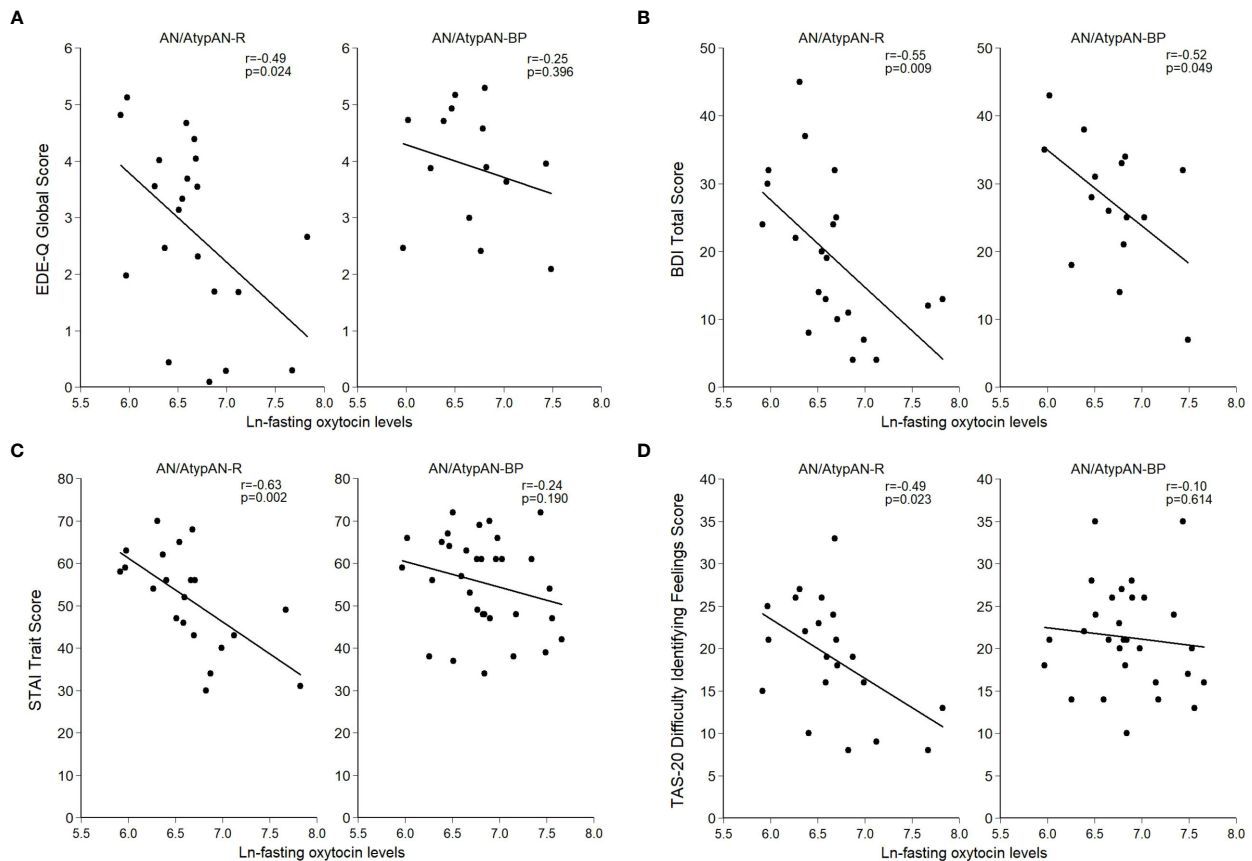 A
AN/AtypAN-R
r=-0.49
p=0.024
AN/AtypAN-BP
r=-0.25
p=0.396
EDE-Q Global Score
6
5
4
3
2
1
0
5.5 6.0 6.5 7.0 7.5 8.0
5.5 6.0 6.5 7.0 7.5 8.0
6
5
4
3
2
1
0
Ln-fasting oxytocin levels
B
AN/AtypAN-R
r=-0.55
p=0.009
AN/AtypAN-BP
r=-0.52
p=0.049
BDI Total Score
50
40
30
20
10
0
5.5 6.0 6.5 7.0 7.5 8.0
50
40
30
20
10
0
5.5 6.0 6.5 7.0 7.5 8.0
Ln-fasting oxytocin levels
C
AN/AtypAN-R
r=-0.63
p=0.002
AN/AtypAN-BP
r=-0.24
p=0.190
STAI Trait Score
80
70
60
50
40
30
20
10
0
5.5 6.0 6.5 7.0 7.5 8.0
80
70
60
50
40
30
20
10
0
5.5 6.0 6.5 7.0 7.5 8.0
Ln-fasting oxytocin levels
D
AN/AtypAN-R
r=-0.49
p=0.023
AN/AtypAN-BP
r=-0.10
p=0.614
TAS-20 Difficulty Identifying Feelings Score
40
35
30
25
20
15
10
5
0
5.5 6.0 6.5 7.0 7.5 8.0
40
35
30
25
20
15
10
5
0
5.5 6.0 6.5 7.0 7.5 8.0
Ln-fasting oxytocin levels